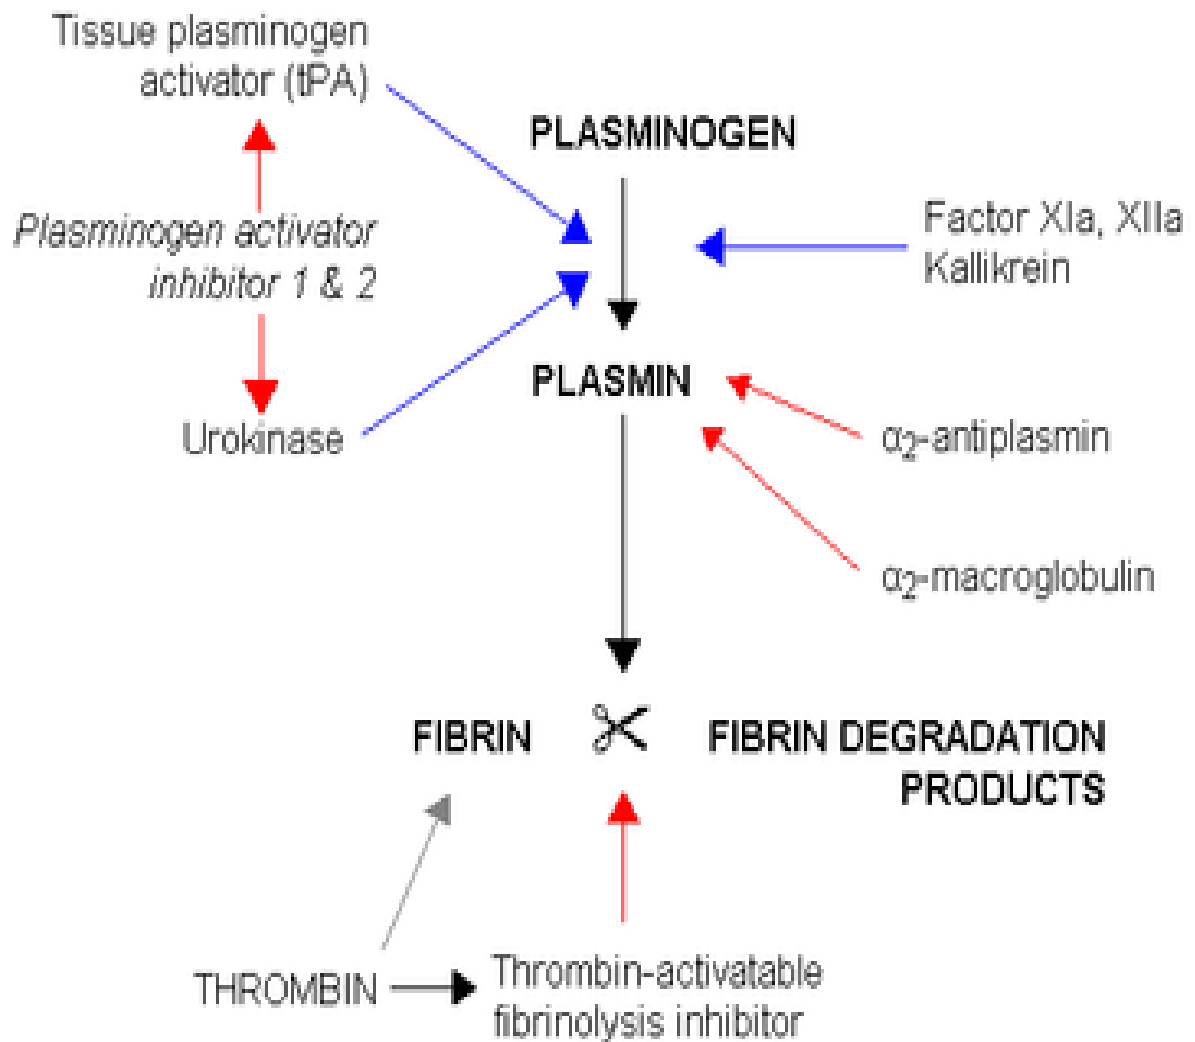 Tissue plasminogen
activator (tPA)
PLASMINOGEN
Plasminogen activator
inhibitor 1 & 2
Factor XIa, XIIa
Kallikrein
PLASMIN
Urokinase
α2-antiplasmin
α2-macroglobulin
FIBRIN
FIBRIN DEGRADATION
PRODUCTS
THROMBIN
Thrombin-activatable
fibrinolysis inhibitor